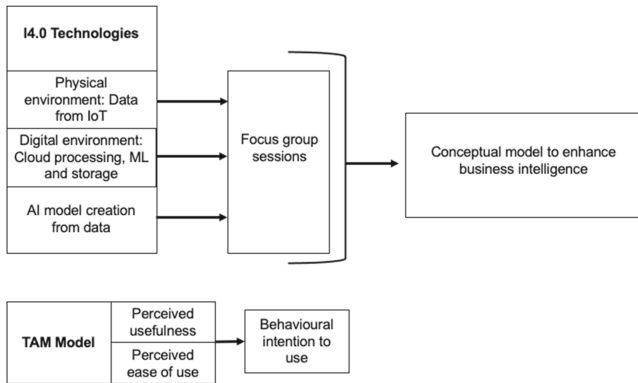 I4.0 Technologies
Physical
environment: Data
from IoT
Digital environment:
Cloud processing, ML
and storage
AI model creation
from data
Focus group
sessions
Conceptual model to enhance
business intelligence
TAM Model
Perceived
usefulness
Perceived
ease of use
Behavioural
intention to
use